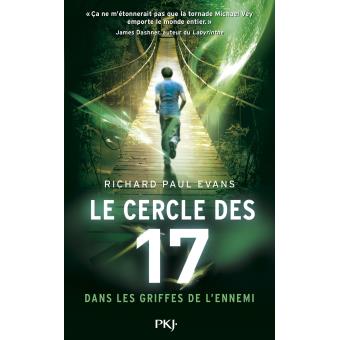 « Ça ne m'étonnerait pas que la tornade Michael Vey
emporte le monde entier. »
James Dashner, auteur du Labyrinthe
RICHARD PAUL EVANS
LE CERCLE DES
17
DANS LES GRIFFES DE L'ENNEMI
PKJ·